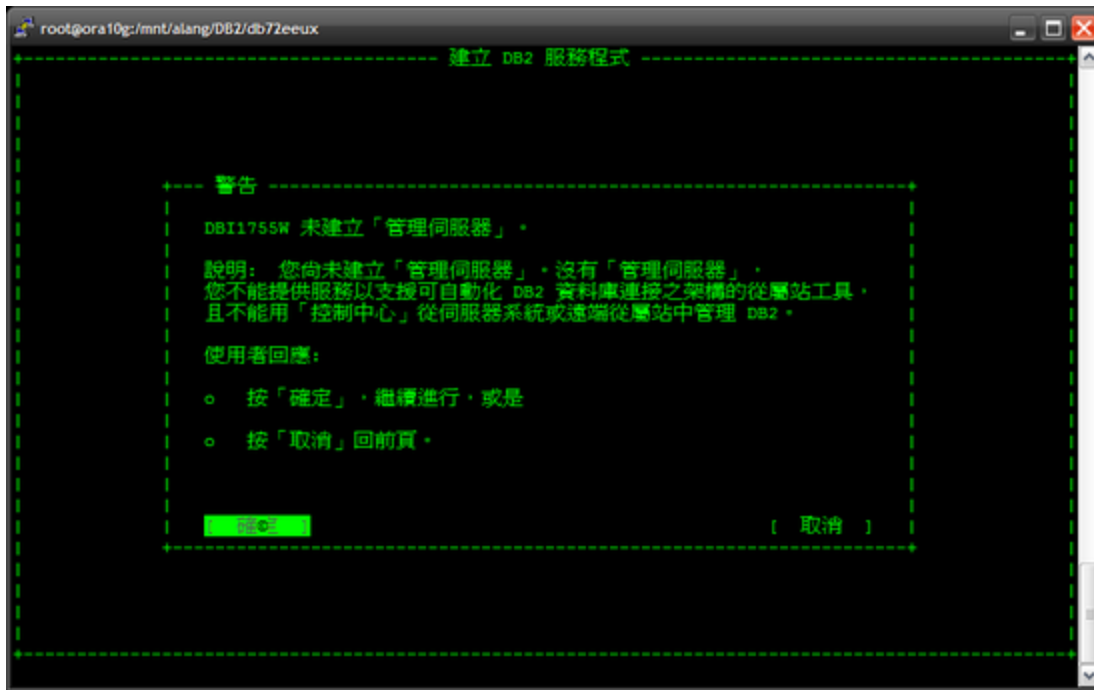 root@ora10g:/mnt/alang/DB2/db72eeux
建立 DB2 服務程式
警告
DBI1755W 未建立「管理伺服器」。
說明: 您尚未建立「管理伺服器」。沒有「管理伺服器」,
您不能提供服務以支援可自動化 DB2 資料庫連接之架構的從屬站工具,
且不能用「控制中心」從伺服器系統或遠端從屬站中管理 DB2。
使用者回應:
o 按「確定」,繼續進行,或是
o 按「取消」回前頁。
[ 確定 ] [ 取消 ]